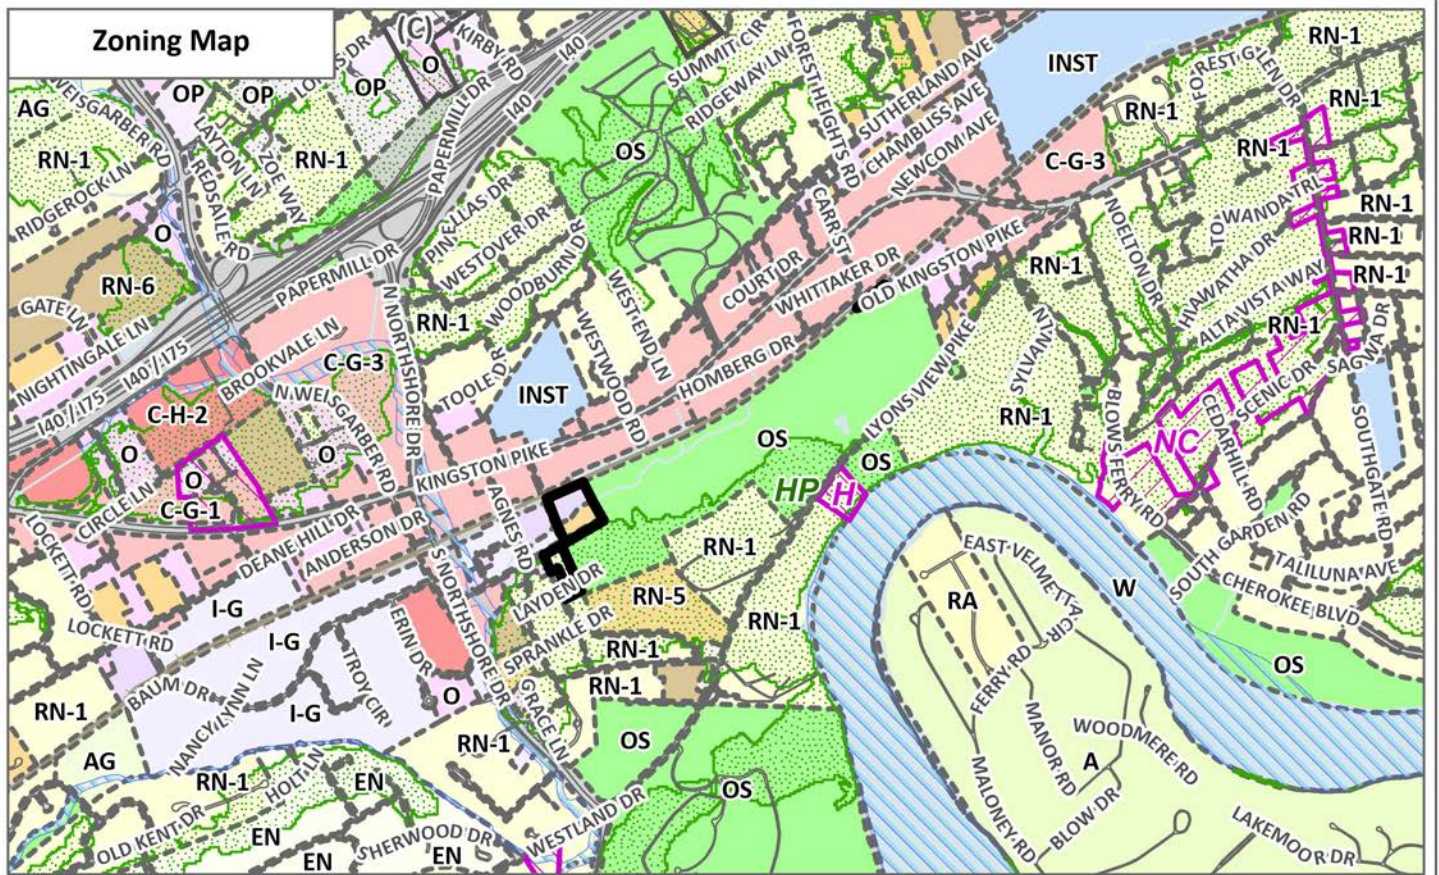 Zoning Map
(C)
KIRBY RD
I40
I40
SUMMIT CIR
RIDGEWAY LN
FOREST HEIGHTS RD
SUTHERLAND AVE
CHAMBLISS AVE
NEWCOM AVE
INST
RN-1
GLEN DR
RN-1
RN-1
RN-1
AG
WEISGARBER RD
OP
OP
OP
O
PAPERMILL DR
OS
C-G-3
RN-1
LAYTON LN
ZOE WAY
RN-1
REDSALE RD
RIDGEROCK LN
O
PINELLAS DR
WESTOVER DR
WOODBURN DR
CARR ST
OLD KINGSTON PIKE
NOELTON DR
WANDA TRL
RN-1
RN-1
RN-6
PAPERMILL DR
N NORTHSHORE DR
WEST END LN
COURT DR
WHITTAKER DR
RN-1
HIAWATHA DR
ALTA VISTA WAY
RN-1
RN-1
GATE LN
NIGHTINGALE LN
I40 / I75
I40 / I75
BROOKVALE LN
RN-1
C-G-3
TOOLE DR
INST
WESTWOOD RD
HOMBERG DR
LYONS VIEW PIKE
SYLVAN LN
SAGWA DR
SCENIC DR
C-H-2
N WEISGARBER RD
O
O
O
C-G-1
CIRCLE LN
KINGSTON PIKE
OS
OS
HP
H
RN-1
BLOWS FERRY RD
NC
CEDARHILL RD
SOUTHGATE RD
LOCKETT RD
DEANE HILL DR
ANDERSON DR
AGNES RD
RN-1
SOUTH GARDEN RD
TALILUNA AVE
CHEROKEE BLVD
I-G
I-G
I-G
LOCKETT RD
ERIN DR
S NORTHSHORE DR
LAYDEN DR
SPRANKLE DR
RN-5
RN-1
RN-1
RN-1
EAST VELMETTA CIR
RA
W
OS
BAUM DR
NANCY LYNN LN
TROY CIR
O
GRACE LN
FERRY RD
MANOR RD
WOODMERE RD
RN-1
AG
RN-1
OS
OS
A
MALONEY RD
BLOW DR
LAKEMOOR DR
RN-1
HOLT LN
EN
OLD KENT DR
EN
EN
SHERWOOD DR
EN
WESTLAND DR